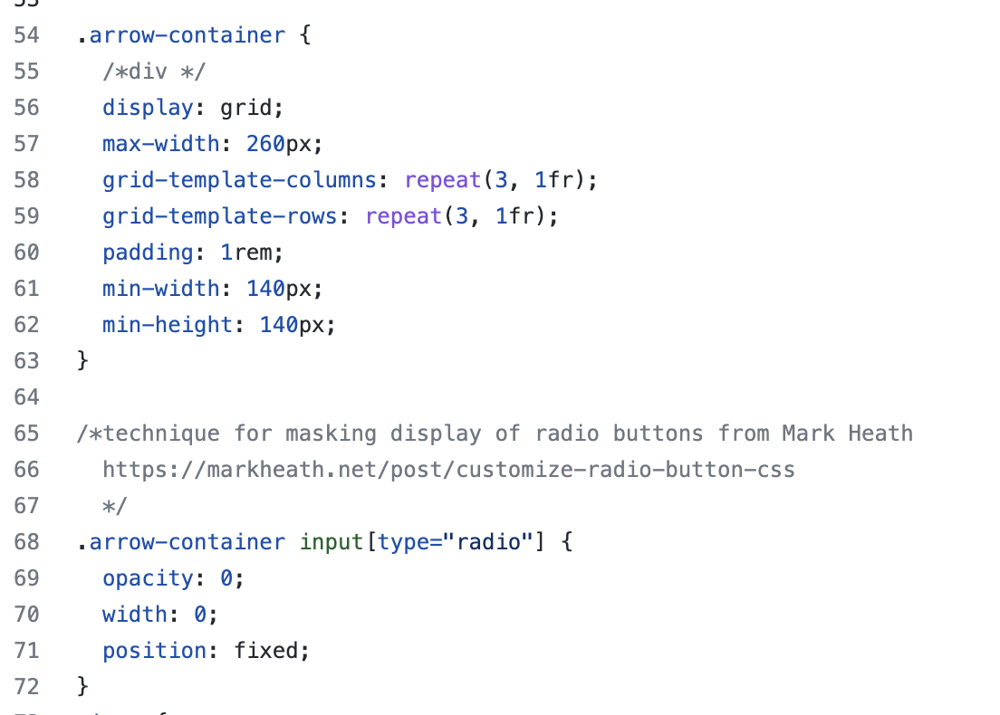 53
54 .arrow-container {
55 /*div */
56 display: grid;
57 max-width: 260px;
58 grid-template-columns: repeat(3, 1fr);
59 grid-template-rows: repeat(3, 1fr);
60 padding: 1rem;
61 min-width: 140px;
62 min-height: 140px;
63 }
64
65 /*technique for masking display of radio buttons from Mark Heath
66 https://markheath.net/post/customize-radio-button-css
67 */
68 .arrow-container input[type="radio"] {
69 opacity: 0;
70 width: 0;
71 position: fixed;
72 }